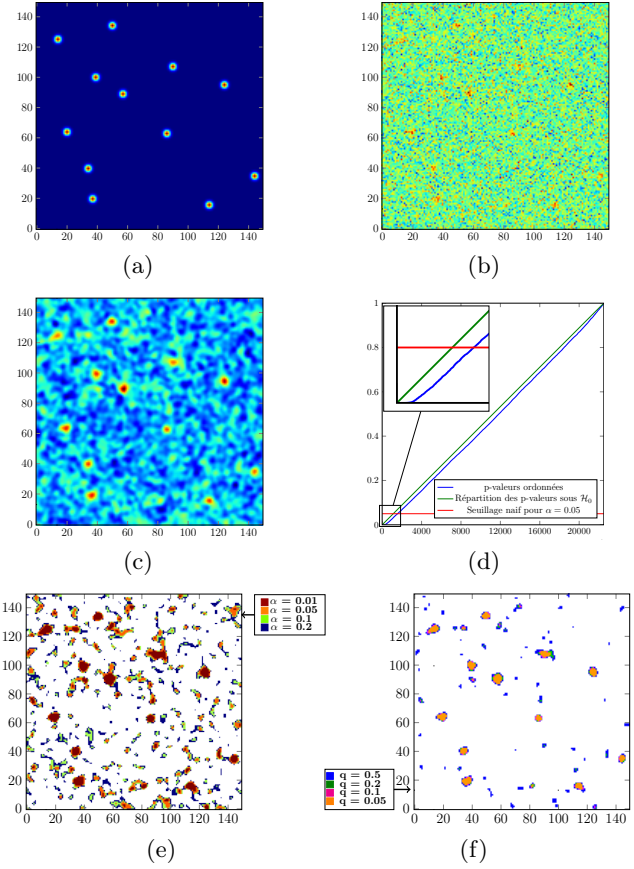 140
120
100
80
60
40
20
0
0 20 40 60 80 100 120 140
(a)
140
120
100
80
60
40
20
0
0 20 40 60 80 100 120 140
(b)
140
120
100
80
60
40
20
0
0 20 40 60 80 100 120 140
(c)
1
0.8
0.6
0.4
0.2
0
0 4000 8000 12000 16000 20000
p-valeurs ordonnées
Répartition des p-valeurs sous ℋ₀
Seuillage naif pour α = 0.05
(d)
140
120
100
80
60
40
20
0
0 20 40 60 80 100 120 140
α = 0.01
α = 0.05
α = 0.1
α = 0.2
(e)
140
120
100
80
60
40
20
0
0 20 40 60 80 100 120 140
q = 0.5
q = 0.2
q = 0.1
q = 0.05
(f)